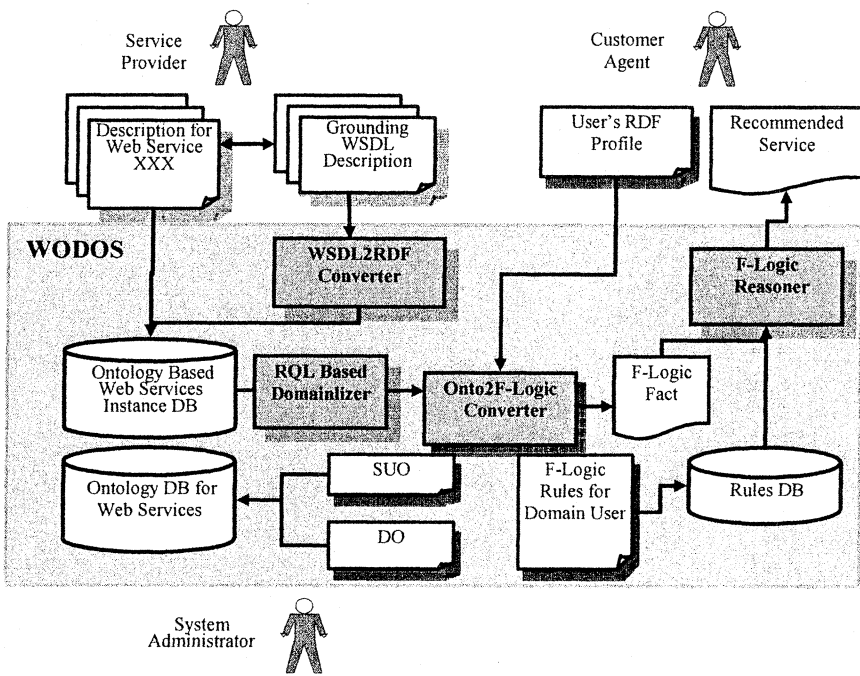 Service
Provider
Customer
Agent
Description for
Web Service
XXX
Grounding
WSDL
Description
User's RDF
Profile
Recommended
Service
WODOS
WSDL2RDF
Converter
F-Logic
Reasoner
Ontology Based
Web Services
Instance DB
RQL Based
Domainlizer
Onto2F-Logic
Converter
F-Logic
Fact
Ontology DB for
Web Services
SUO
DO
F-Logic
Rules for
Domain User
Rules DB
System
Administrator